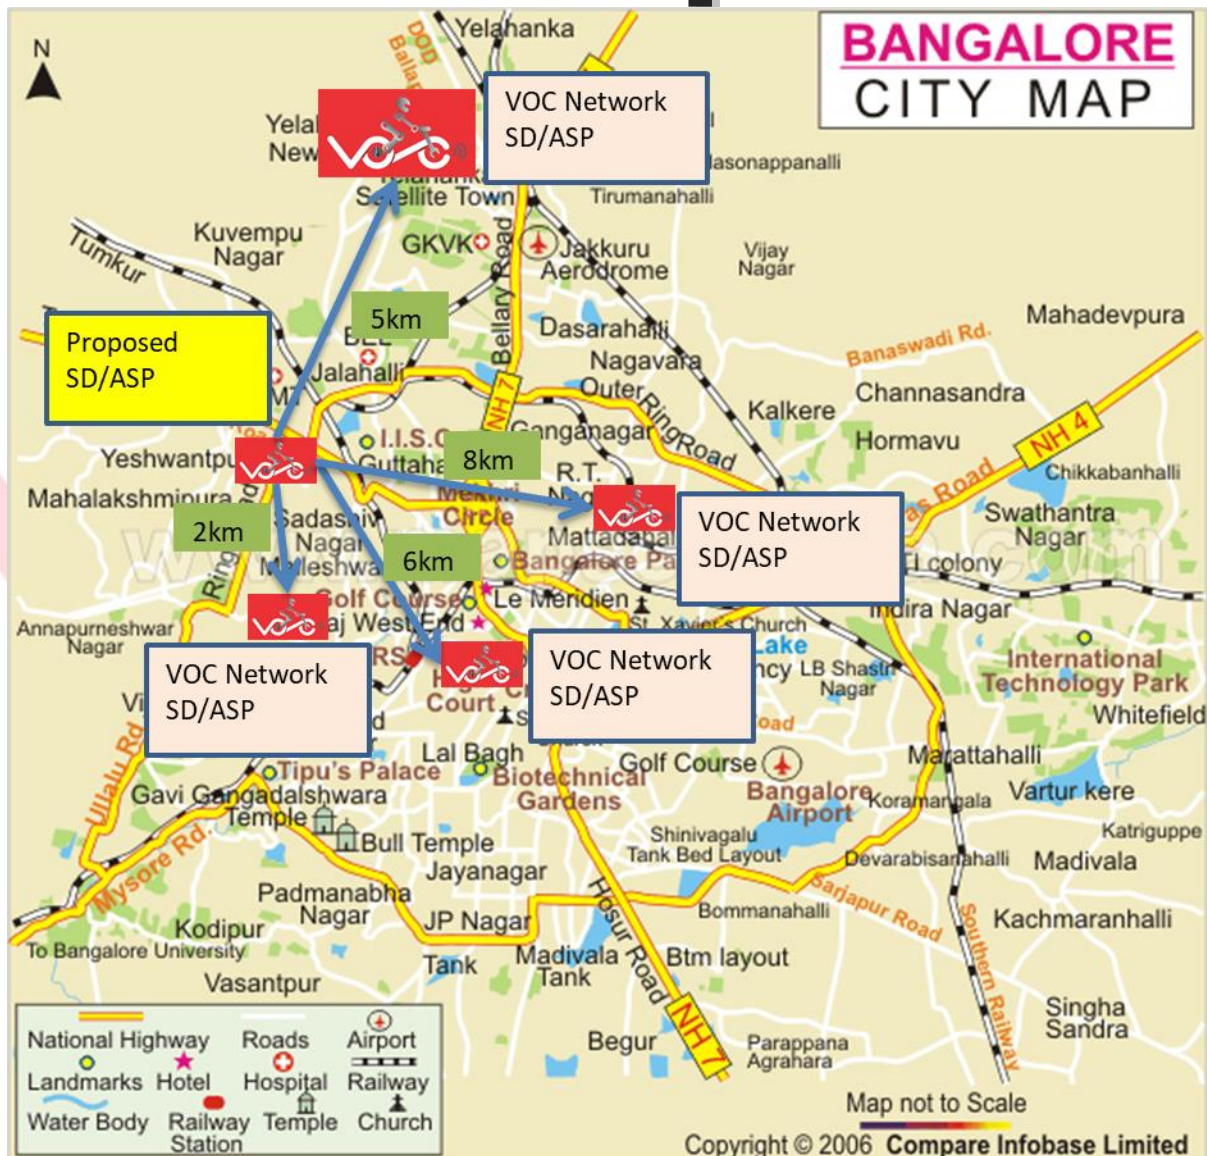 BANGALORE
CITY MAP
N
Yelahanka
DOD
VOC Network
SD/ASP
Satellite Town
Tirumanahalli
Kuvempu
Nagar
Tumkur
GKVK
Jakkuru
Aerodrome
Vijay
Nagar
Bellary Road
5km
Proposed
SD/ASP
Dasarahalli
Nagavara
Mahadevpura
Banaswadi Rd.
Jalahalli
Outer Ring Road
Channasandra
NH 7
Kalkere
Ganganagar
Hormavu
NH 4
8km
R.T.
Chikkabanhalli
Mekhri
Circle
Swathantra
Nagar
2km
Sadashiv
Nagar
6km
VOC Network
SD/ASP
colony
Le Meridien
Indira Nagar
Annapurneshwar
Nagar
Golf Course
West End
St. Xavier's Church
Lake
LB Shastri
Nagar
International
Technology Park
Whitefield
VOC Network
SD/ASP
VOC Network
SD/ASP
Court
Ullalu Rd
Lal Bagh
Golf Course
Marattahalli
Tipu's Palace
Biotechnical
Gardens
Bangalore
Airport
Koramangala
Vartur kere
Gavi Gangadalshwara
Temple
Katriguppe
Bull Temple
Shinivagalu
Tank Bed Layout
Devarabisanahalli
Madivala
Mysore Rd.
Jayanagar
Padmanabha
Nagar
JP Nagar
Hosur Road
Bommanahalli
Sarjapur Road
Kachmaranhalli
Southern Railway
Kodipur
To Bangalore University
Vasantpur
Tank
Madivala
Tank
Btm layout
Singha
Sandra
Begur
NH 7
Parappana
Agrahara
National Highway
Roads
Airport
Landmarks
Hotel
Hospital
Railway
Water Body
Railway
Station
Temple
Church
Map not to Scale
Copyright © 2006 Compare Infobase Limited